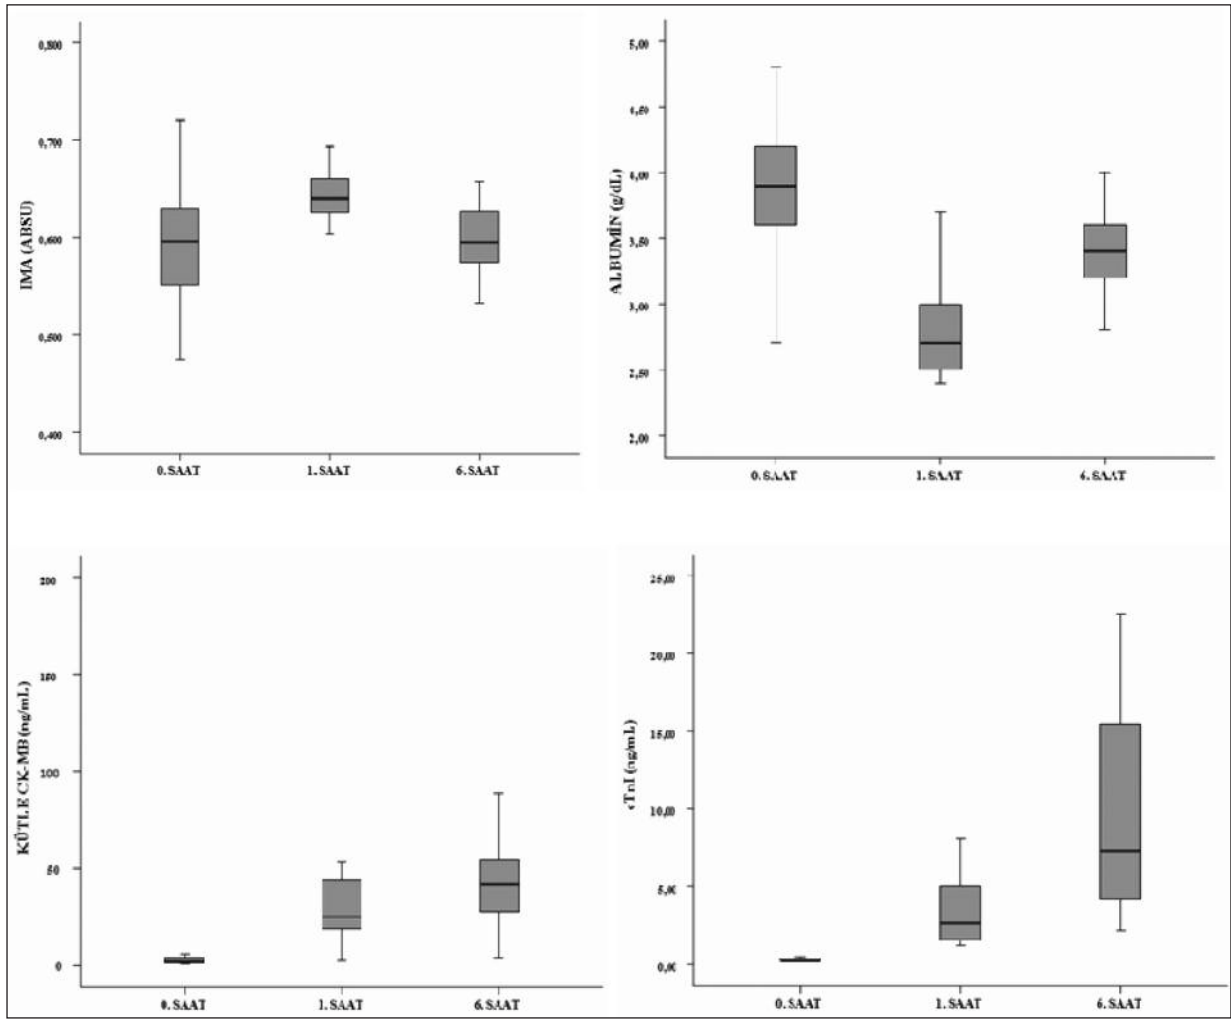 IMA (ABSU)
0,800
0,700
0,600
0,500
0,400
0. SAAT 1. SAAT 6. SAAT
ALBUMİN (g/dL)
5,00
4,50
4,00
3,50
3,00
2,50
2,00
0. SAAT 1. SAAT 6. SAAT
KÜTLE CK-MB (ng/mL)
200
150
100
50
0
0. SAAT 1. SAAT 6. SAAT
cTnI (ng/mL)
25,00
20,00
15,00
10,00
5,00
0,00
0. SAAT 1. SAAT 6. SAAT